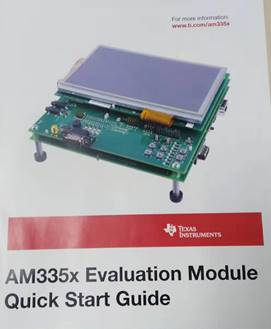 For more information:
www.ti.com/am335x
TEXAS
INSTRUMENTS
AM335x Evaluation Module
Quick Start Guide